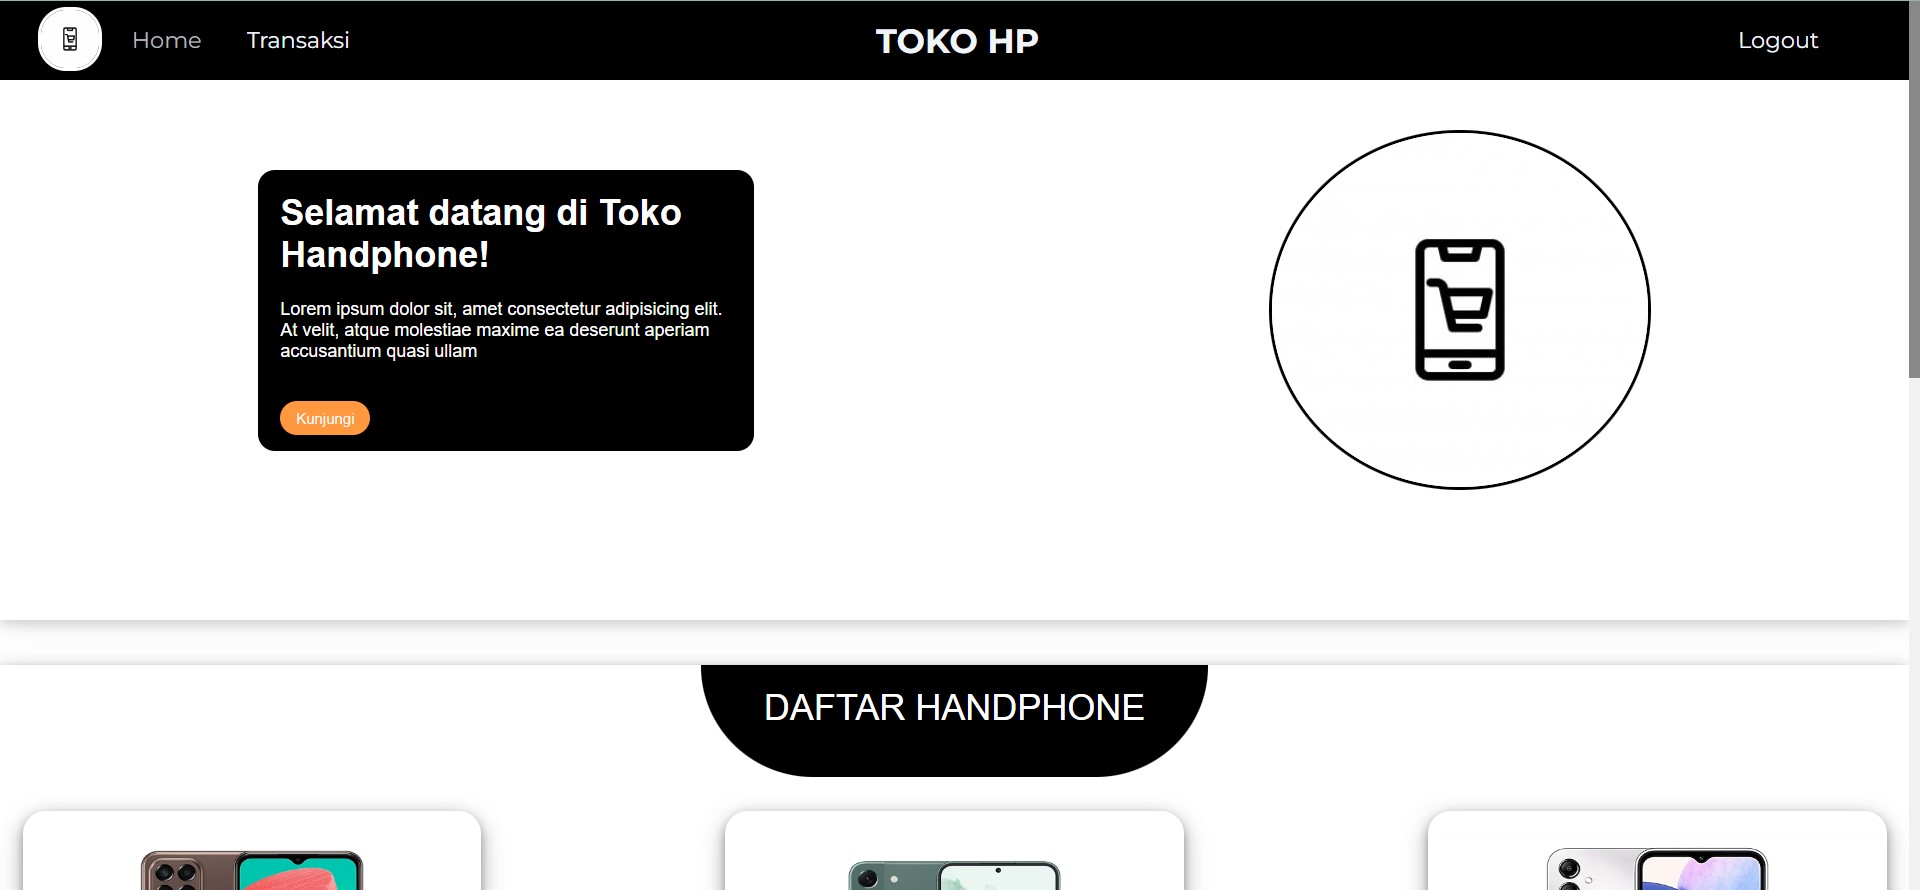 Home
Transaksi
TOKO HP
Logout
Selamat datang di Toko
Handphone!
Lorem ipsum dolor sit, amet consectetur adipisicing elit.
At velit, atque molestiae maxime ea deserunt aperiam
accusantium quasi ullam
Kunjungi
DAFTAR HANDPHONE